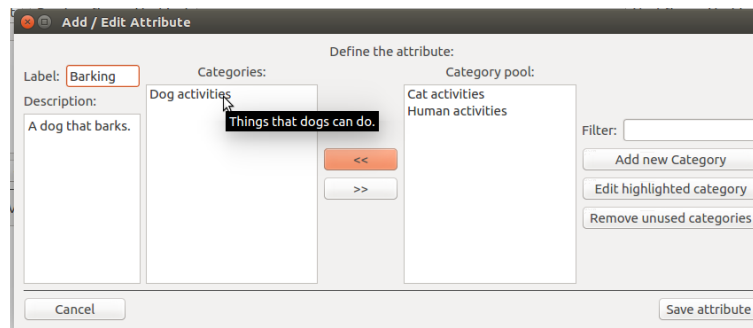 Add / Edit Attribute
Define the attribute:
Label: Barking
Categories:
Category pool:
Description:
Dog activities
Cat activities
Human activities
Things that dogs can do.
A dog that barks.
Filter:
<<
Add new Category
>>
Edit highlighted category
Remove unused categories
Cancel
Save attribute